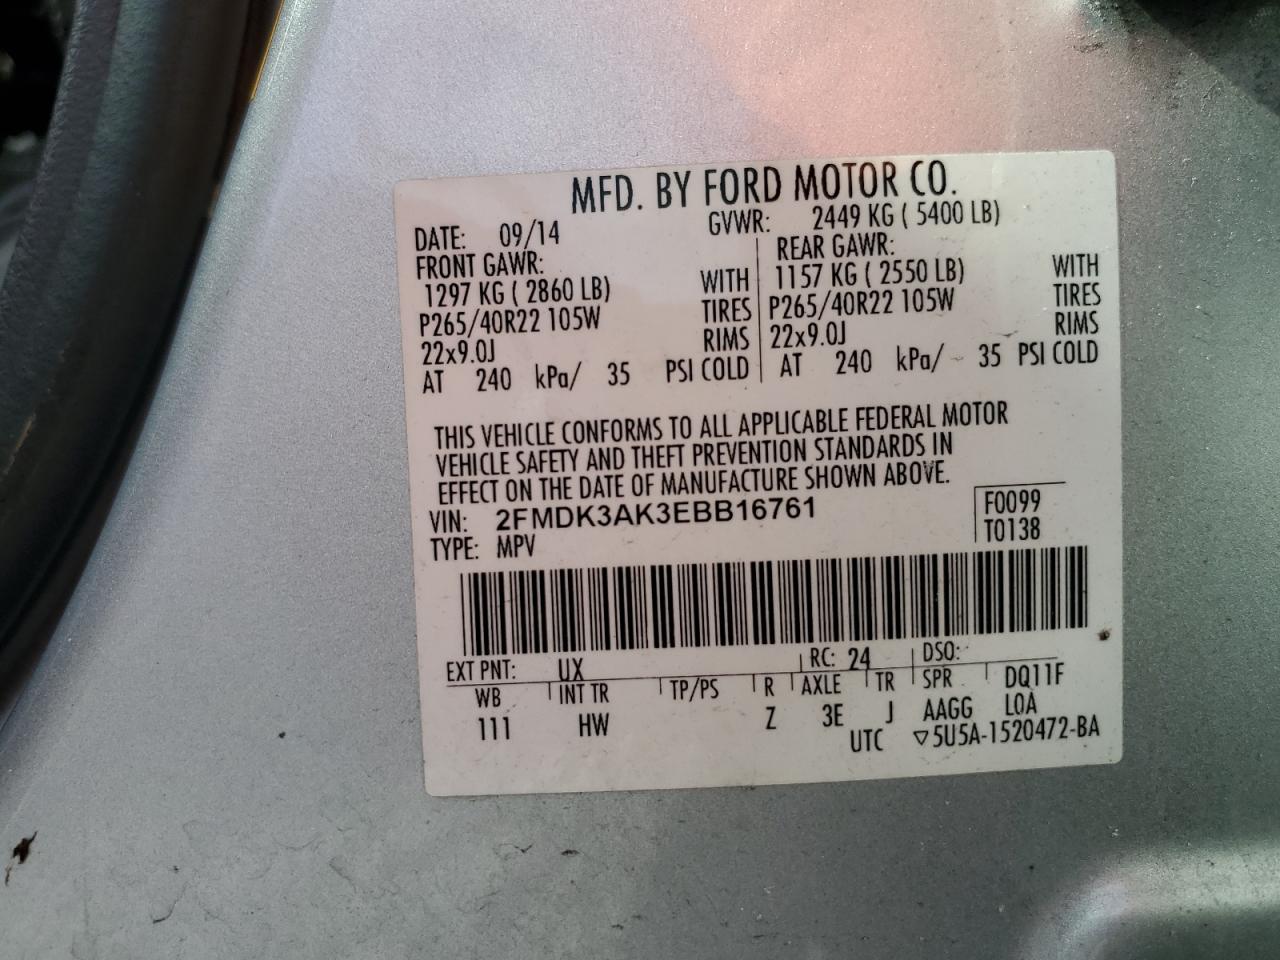 MFD. BY FORD MOTOR CO.
DATE: 09/14 GVWR: 2449 KG ( 5400 LB)
FRONT GAWR: REAR GAWR:
1297 KG ( 2860 LB) WITH 1157 KG ( 2550 LB) WITH
P265/40R22 105W TIRES P265/40R22 105W TIRES
22x9.0J RIMS 22x9.0J RIMS
AT 240 kPa/ 35 PSI COLD AT 240 kPa/ 35 PSI COLD
THIS VEHICLE CONFORMS TO ALL APPLICABLE FEDERAL MOTOR
VEHICLE SAFETY AND THEFT PREVENTION STANDARDS IN
EFFECT ON THE DATE OF MANUFACTURE SHOWN ABOVE.
VIN: 2FMDK3AK3EBB16761 F0099
TYPE: MPV T0138
EXT PNT: UX RC: 24 DSO:
WB INT TR TP/PS R AXLE TR SPR DQ11F
111 HW Z 3E J AAGG LOA
UTC ▽5U5A-1520472-BA